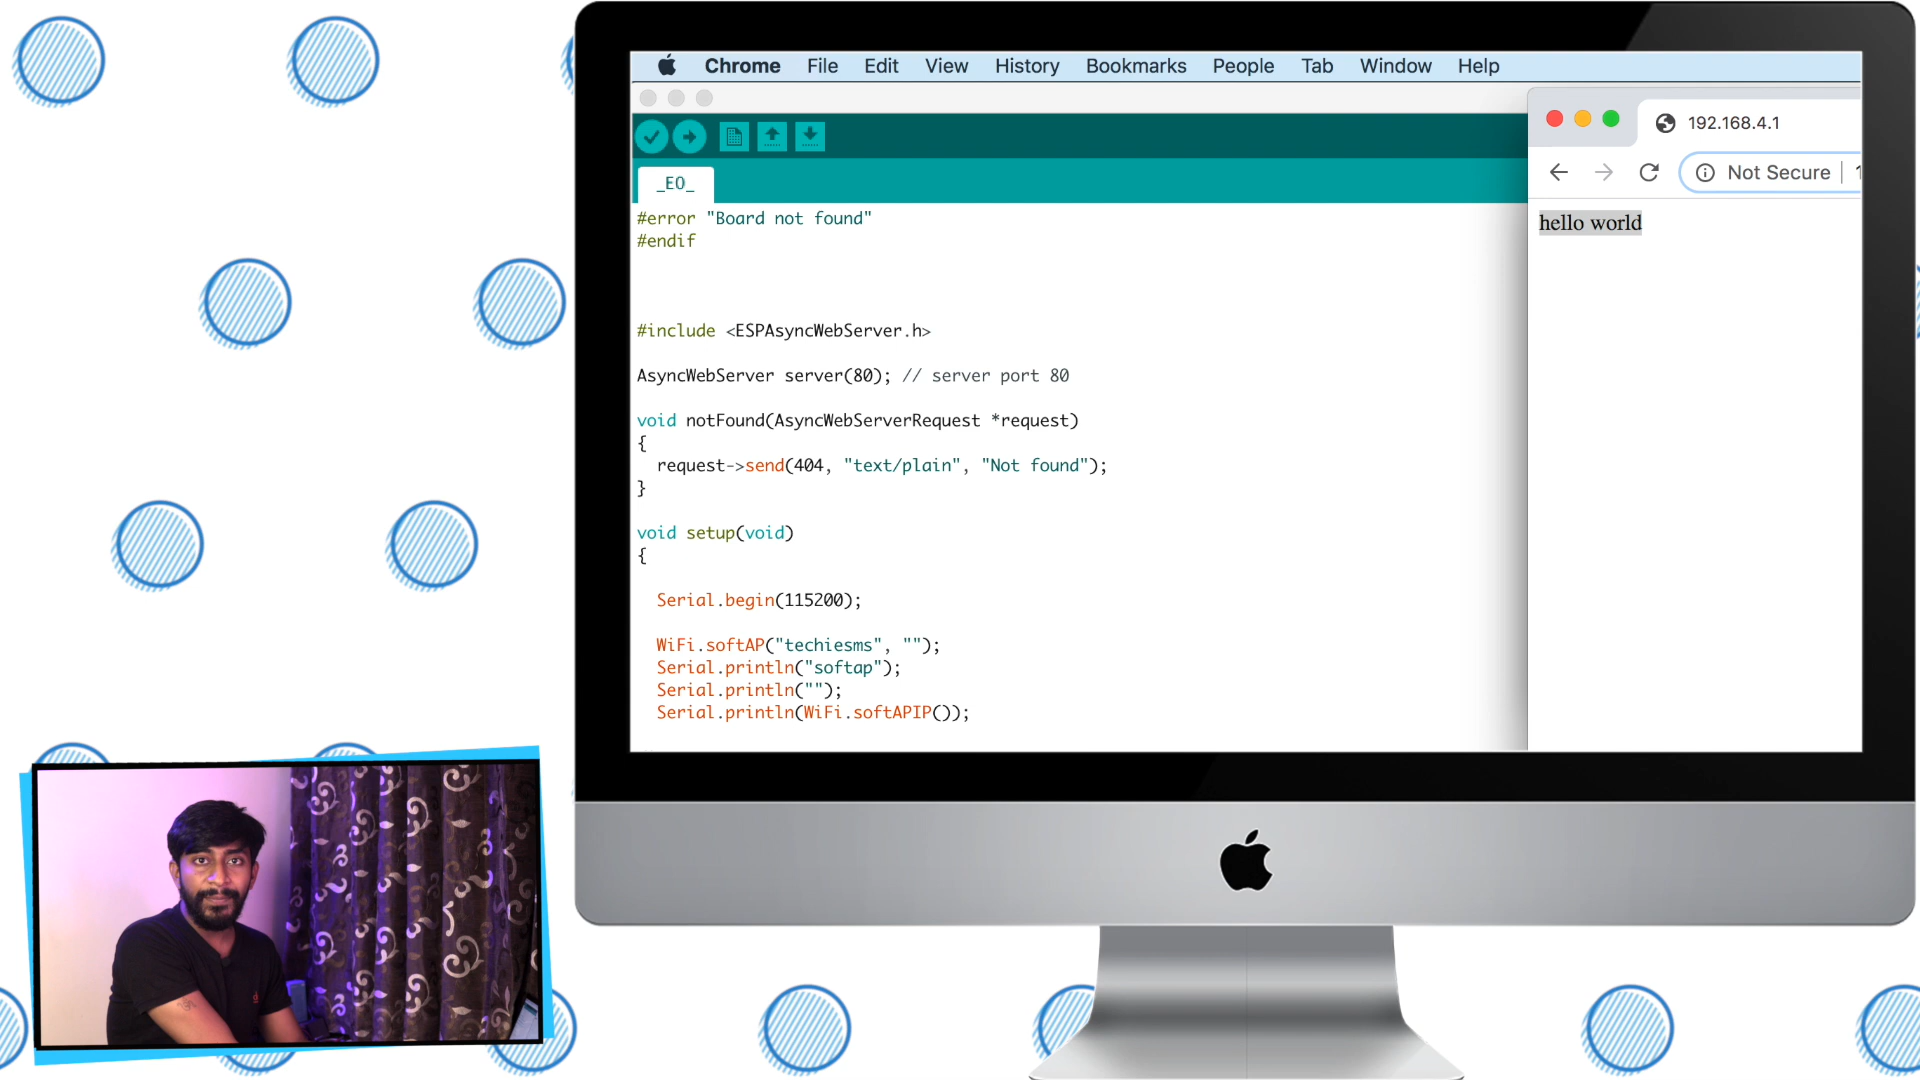 Chrome File Edit View History Bookmarks People Tab Window Help
192.168.4.1
Not Secure
_EO_
hello world
#error "Board not found"
#endif
#include <ESPAsyncWebServer.h>
AsyncWebServer server(80); // server port 80
void notFound(AsyncWebServerRequest *request)
{
  request->send(404, "text/plain", "Not found");
}
void setup(void)
{
  Serial.begin(115200);
  WiFi.softAP("techiesms", "");
  Serial.println("softap");
  Serial.println("");
  Serial.println(WiFi.softAPIP());